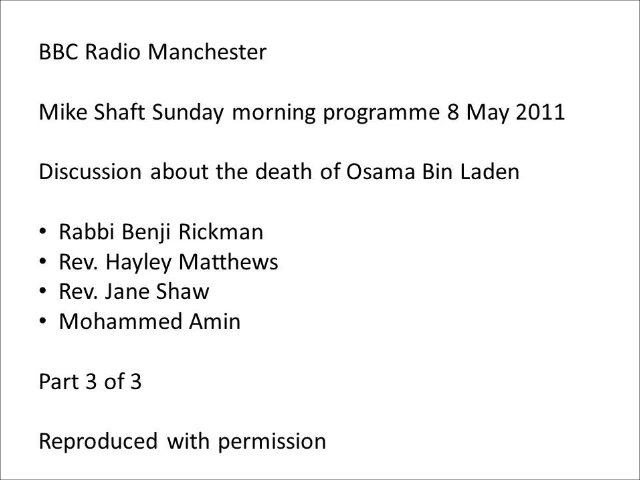 BBC Radio Manchester
Mike Shaft Sunday morning programme 8 May 2011
Discussion about the death of Osama Bin Laden
• Rabbi Benji Rickman
• Rev. Hayley Matthews
• Rev. Jane Shaw
• Mohammed Amin
Part 3 of 3
Reproduced with permission